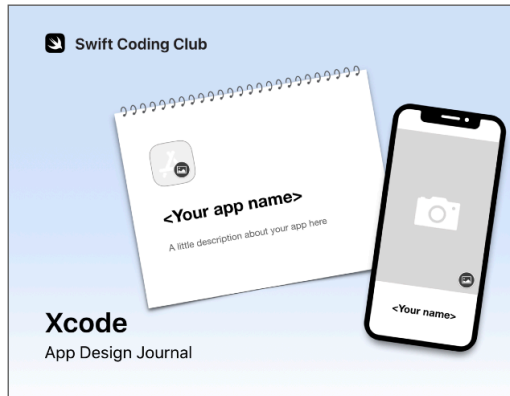 Swift Coding Club
<Your app name>
A little description about your app here
<Your name>
Xcode
App Design Journal